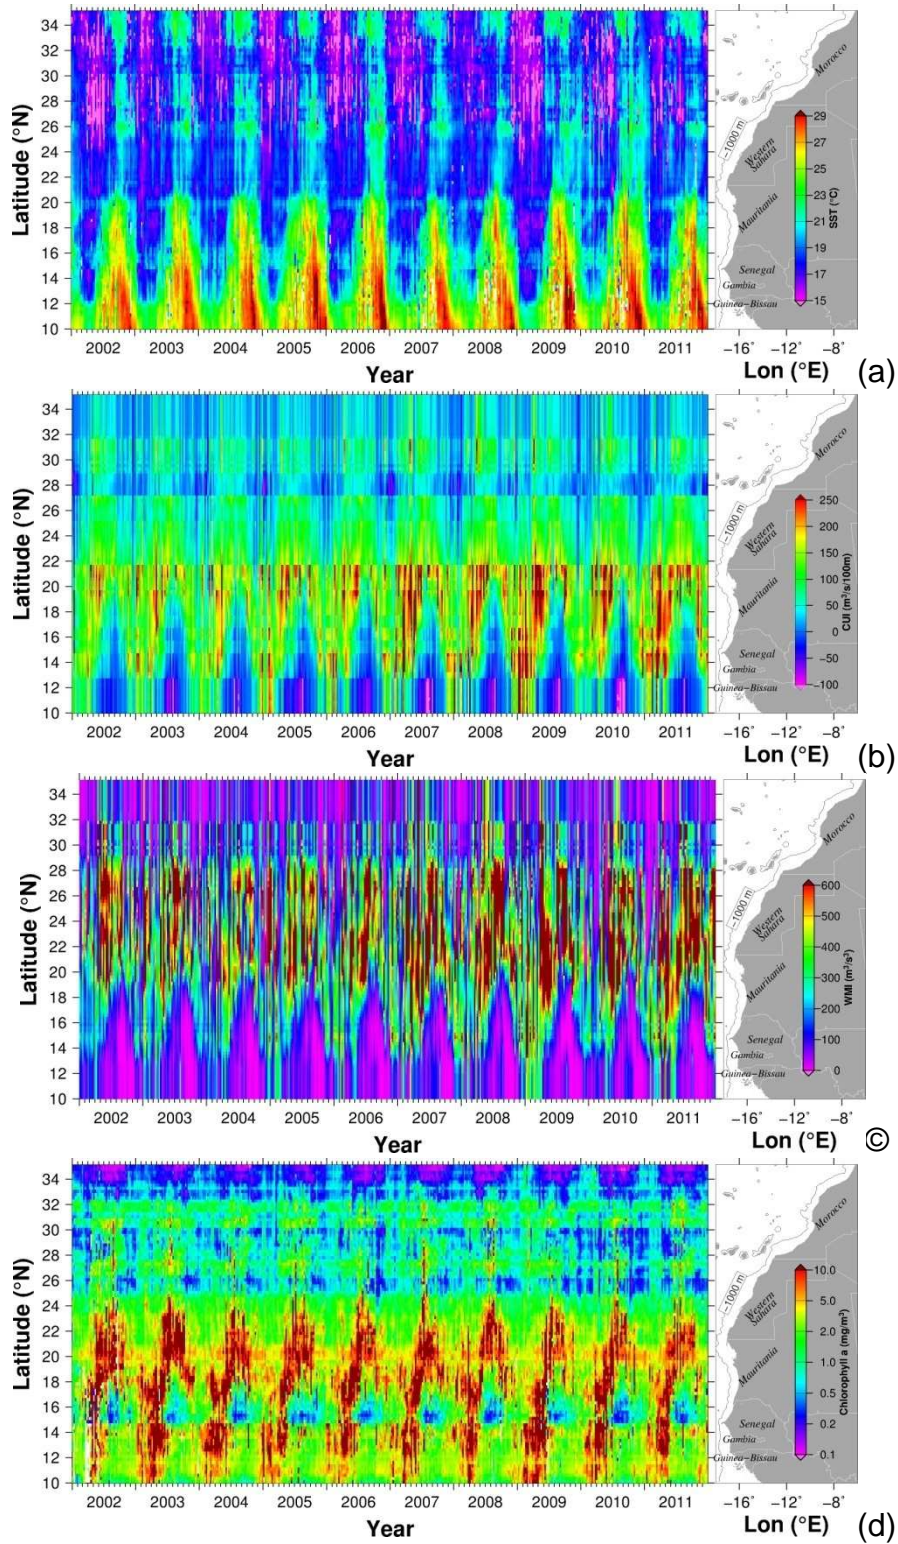 34
32
30
28
26
24
22
20
18
16
14
12
10
Latitude (°N)
2002 2003 2004 2005 2006 2007 2008 2009 2010 2011
Year
Morocco
−1000 m
Western
Sahara
Mauritania
Senegal
Gambia
Guinea−Bissau
29
27
25
23
21
19
17
15
SST (°C)
−16° −12° −8°
Lon (°E)
(a)
34
32
30
28
26
24
22
20
18
16
14
12
10
Latitude (°N)
2002 2003 2004 2005 2006 2007 2008 2009 2010 2011
Year
Morocco
−1000 m
Western
Sahara
Mauritania
Senegal
Gambia
Guinea−Bissau
250
200
150
100
50
0
−50
−100
CUI (m³/s/100m)
−16° −12° −8°
Lon (°E)
(b)
34
32
30
28
26
24
22
20
18
16
14
12
10
Latitude (°N)
2002 2003 2004 2005 2006 2007 2008 2009 2010 2011
Year
Morocco
−1000 m
Western
Sahara
Mauritania
Senegal
Gambia
Guinea−Bissau
600
500
400
300
200
100
0
WMI (m³/s³)
−16° −12° −8°
Lon (°E)
©
34
32
30
28
26
24
22
20
18
16
14
12
10
Latitude (°N)
2002 2003 2004 2005 2006 2007 2008 2009 2010 2011
Year
Morocco
−1000 m
Western
Sahara
Mauritania
Senegal
Gambia
Guinea−Bissau
10.0
5.0
2.0
1.0
0.5
0.2
0.1
Chlorophyll a (mg/m³)
−16° −12° −8°
Lon (°E)
(d)